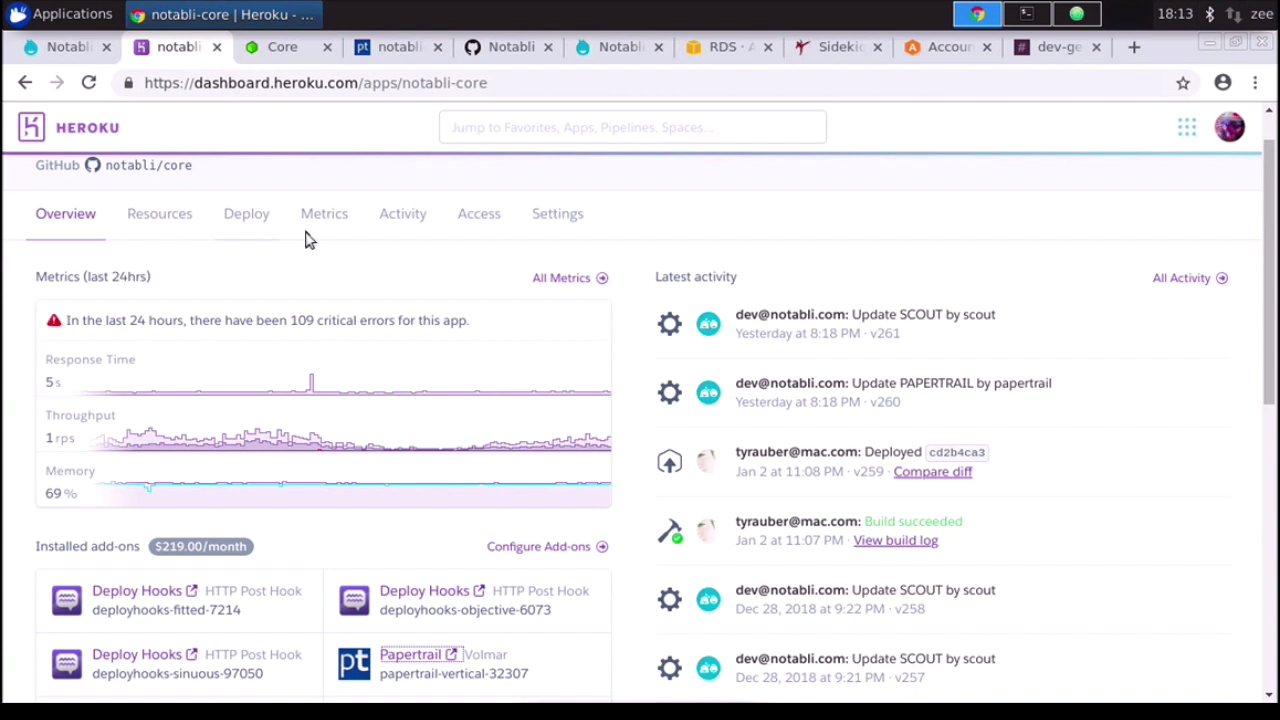 Applications
notabli-core | Heroku - ...
18:13
zee
Notabl
notabli
Core
notabli
Notabli
Notabl
RDS · A
Sidekiq
Accoun
dev-ge
https://dashboard.heroku.com/apps/notabli-core
HEROKU
Jump to Favorites, Apps, Pipelines, Spaces...
GitHub notabli/core
Overview
Resources
Deploy
Metrics
Activity
Access
Settings
Metrics (last 24hrs)
All Metrics
In the last 24 hours, there have been 109 critical errors for this app.
Response Time
5 s
Throughput
1 rps
Memory
69 %
Installed add-ons $219.00/month
Configure Add-ons
Deploy Hooks HTTP Post Hook
deployhooks-fitted-7214
Deploy Hooks HTTP Post Hook
deployhooks-objective-6073
Deploy Hooks HTTP Post Hook
deployhooks-sinuous-97050
pt
Papertrail Volmar
papertrail-vertical-32307
Latest activity
All Activity
dev@notabli.com: Update SCOUT by scout
Yesterday at 8:18 PM · v261
dev@notabli.com: Update PAPERTRAIL by papertrail
Yesterday at 8:18 PM · v260
tyrauber@mac.com: Deployed cd2b4ca3
Jan 2 at 11:08 PM · v259 · Compare diff
tyrauber@mac.com: Build succeeded
Jan 2 at 11:07 PM · View build log
dev@notabli.com: Update SCOUT by scout
Dec 28, 2018 at 9:22 PM · v258
dev@notabli.com: Update SCOUT by scout
Dec 28, 2018 at 9:21 PM · v257